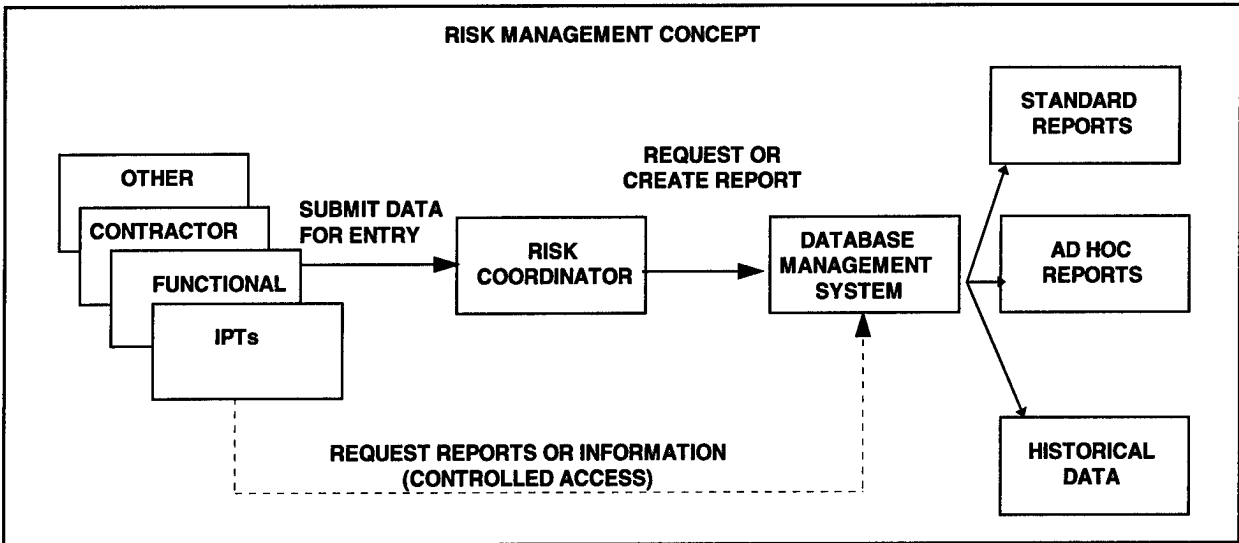 RISK MANAGEMENT CONCEPT
OTHER
CONTRACTOR
FUNCTIONAL
IPTs
SUBMIT DATA
FOR ENTRY
RISK
COORDINATOR
REQUEST OR
CREATE REPORT
DATABASE
MANAGEMENT
SYSTEM
STANDARD
REPORTS
AD HOC
REPORTS
HISTORICAL
DATA
REQUEST REPORTS OR INFORMATION
(CONTROLLED ACCESS)